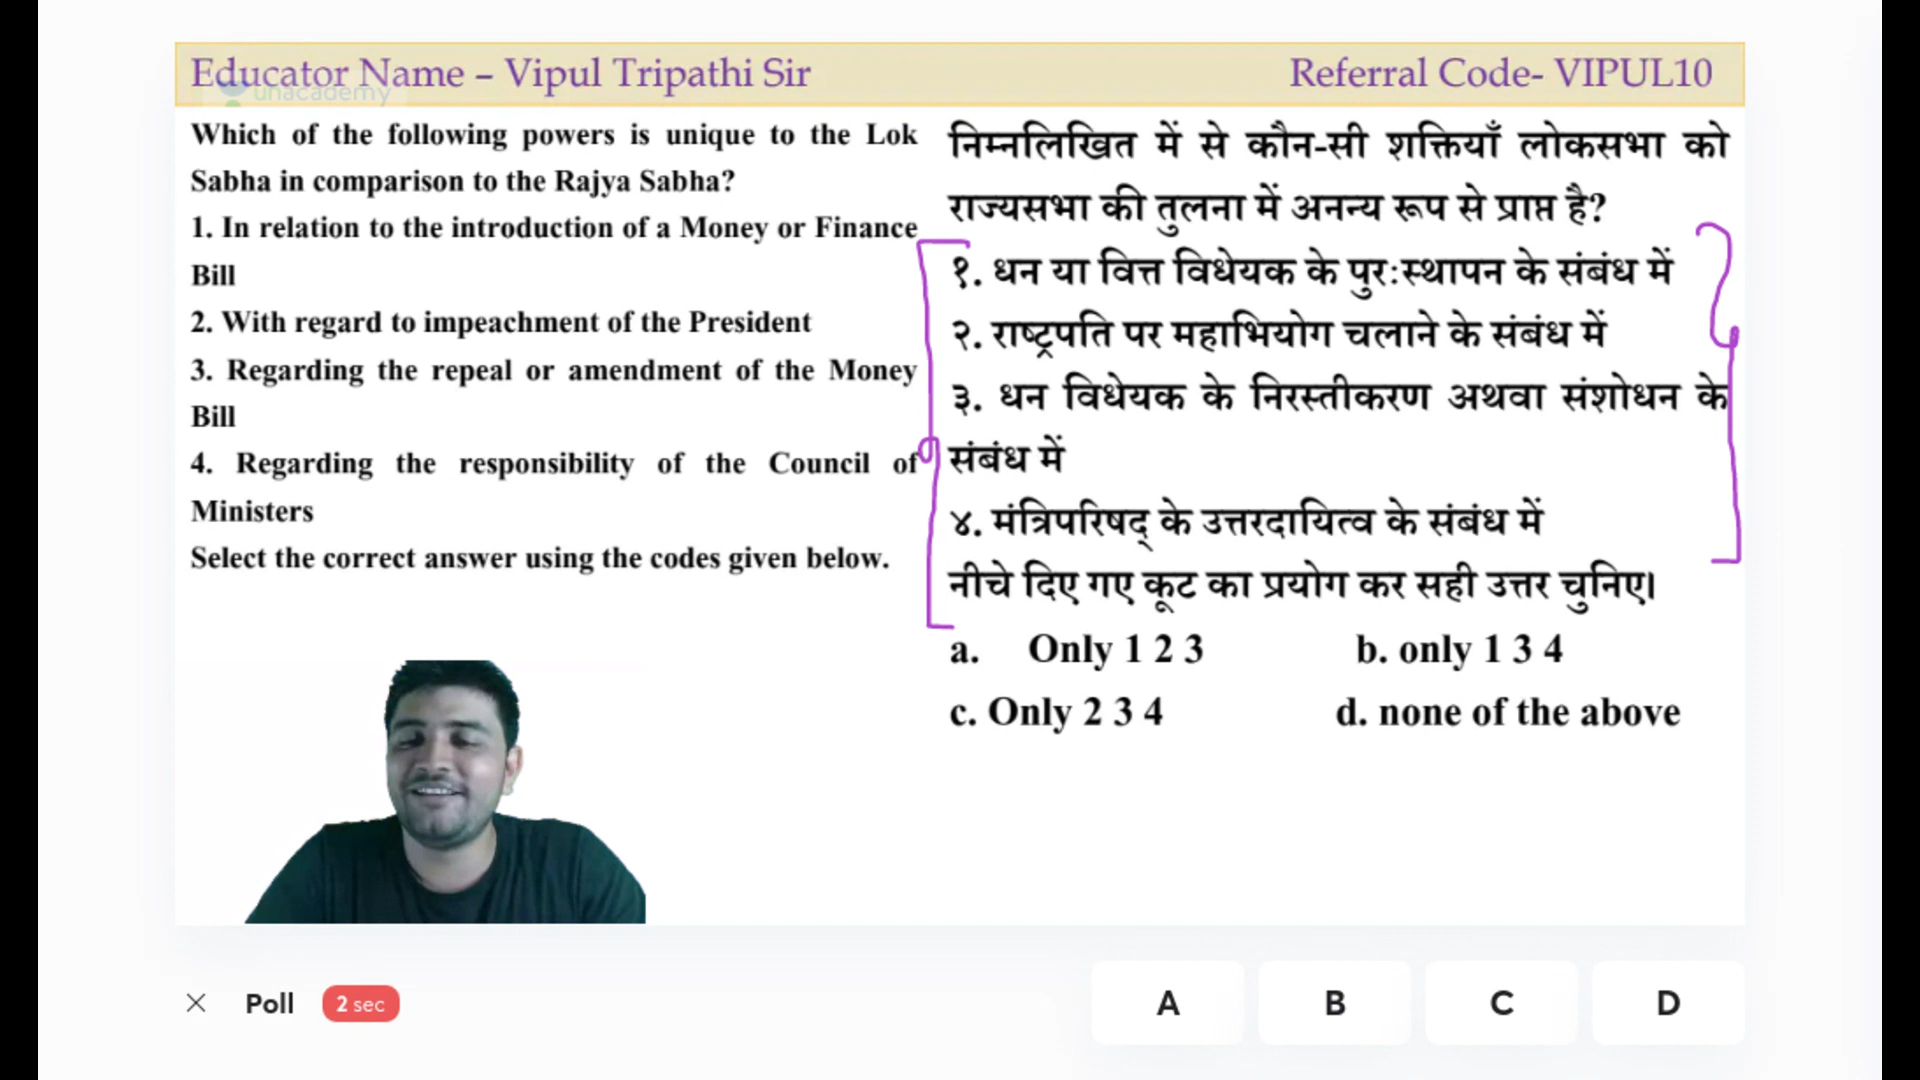 Educator Name – Vipul Tripathi Sir
Referral Code- VIPUL10
unacademy
Which of the following powers is unique to the Lok
Sabha in comparison to the Rajya Sabha?
1. In relation to the introduction of a Money or Finance
Bill
2. With regard to impeachment of the President
3. Regarding the repeal or amendment of the Money
Bill
4. Regarding the responsibility of the Council of
Ministers
Select the correct answer using the codes given below.
निम्नलिखित में से कौन-सी शक्तियाँ लोकसभा को
राज्यसभा की तुलना में अनन्य रूप से प्राप्त है?
१. धन या वित्त विधेयक के पुरःस्थापन के संबंध में
२. राष्ट्रपति पर महाभियोग चलाने के संबंध में
३. धन विधेयक के निरस्तीकरण अथवा संशोधन के
संबंध में
४. मंत्रिपरिषद् के उत्तरदायित्व के संबंध में
नीचे दिए गए कूट का प्रयोग कर सही उत्तर चुनिए।
a. Only 1 2 3 b. only 1 3 4
c. Only 2 3 4 d. none of the above
Poll 2 sec A B C D